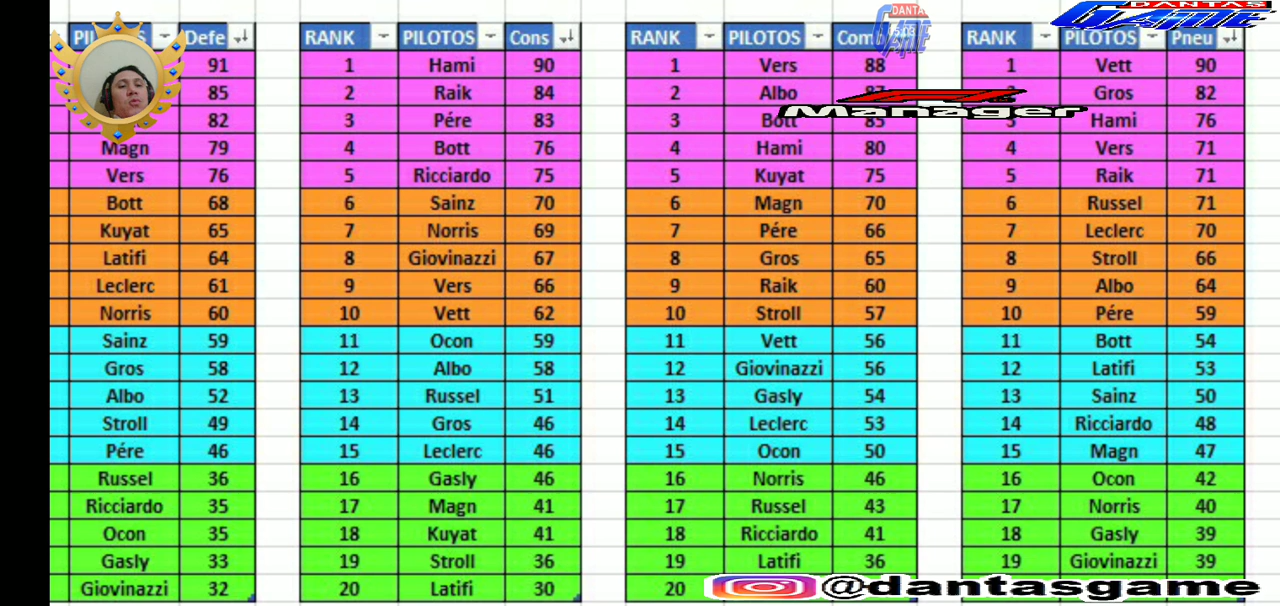 DANTAS
GAME
DANTAS
05:03
GAME
PILOTOS Defe RANK PILOTOS Cons RANK PILOTOS RANK PILOTOS Pneu
91 1 Hami 90 1 Vers 88 1 Vett 90
85 2 Raik 84 2 Albo 2 Gros 82
F1
Manager
82 3 Pére 83 3 Bott 85 3 Hami 76
Magn 79 4 Bott 76 4 Hami 80 4 Vers 71
Vers 76 5 Ricciardo 75 5 Kuyat 75 5 Raik 71
Bott 68 6 Sainz 70 6 Magn 70 6 Russel 71
Kuyat 65 7 Norris 69 7 Pére 66 7 Leclerc 70
Latifi 64 8 Giovinazzi 67 8 Gros 65 8 Stroll 66
Leclerc 61 9 Vers 66 9 Raik 60 9 Albo 64
Norris 60 10 Vett 62 10 Stroll 57 10 Pére 59
Sainz 59 11 Ocon 59 11 Vett 56 11 Bott 54
Gros 58 12 Albo 58 12 Giovinazzi 56 12 Latifi 53
Albo 52 13 Russel 51 13 Gasly 54 13 Sainz 50
Stroll 49 14 Gros 46 14 Leclerc 53 14 Ricciardo 48
Pére 46 15 Leclerc 46 15 Ocon 50 15 Magn 47
Russel 36 16 Gasly 46 16 Norris 46 16 Ocon 42
Ricciardo 35 17 Magn 41 17 Russel 43 17 Norris 40
Ocon 35 18 Kuyat 41 18 Ricciardo 41 18 Gasly 39
Gasly 33 19 Stroll 36 19 Latifi 36 19 Giovinazzi 39
Giovinazzi 32 20 Latifi 30 20
@dantasgame